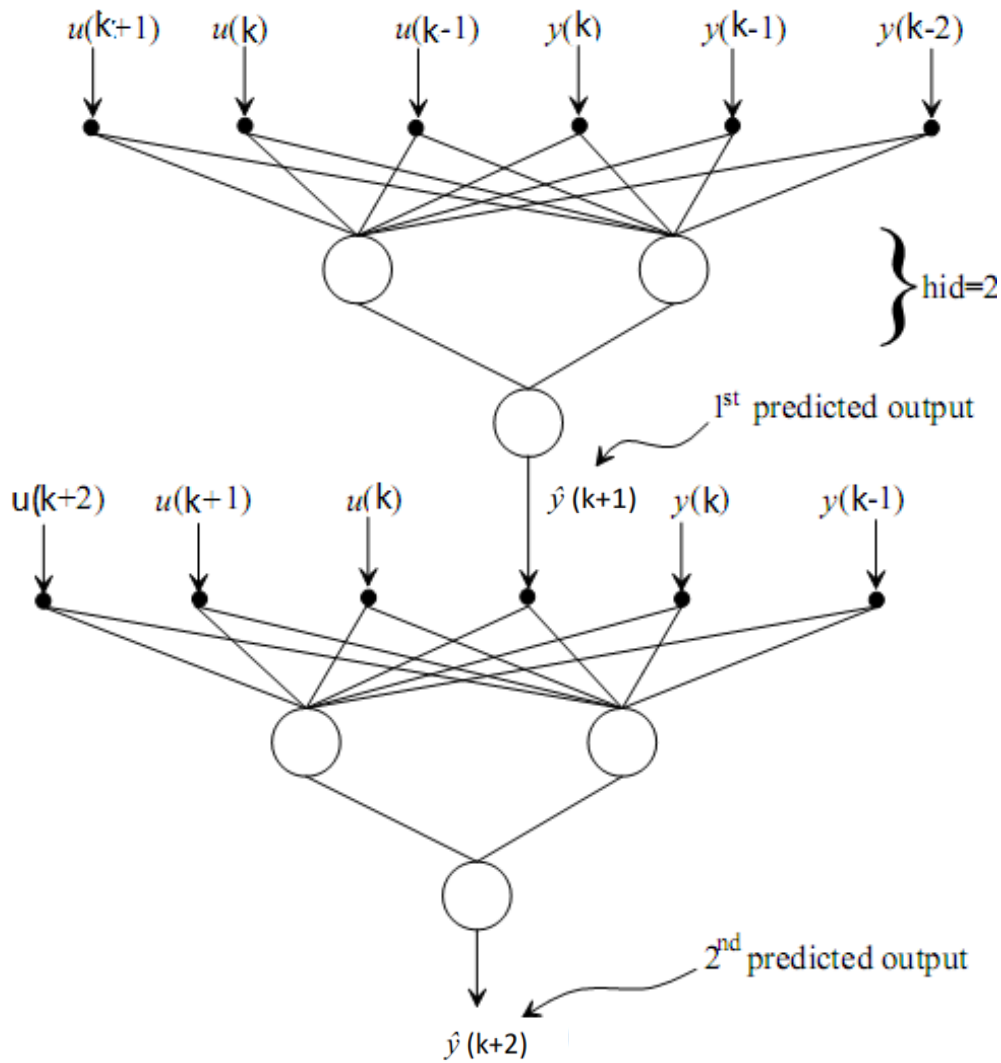 u(k+1) u(k) u(k-1) y(k) y(k-1) y(k-2)
hid=2
1st predicted output
u(k+2) u(k+1) u(k) ŷ (k+1) y(k) y(k-1)
2nd predicted output
ŷ (k+2)